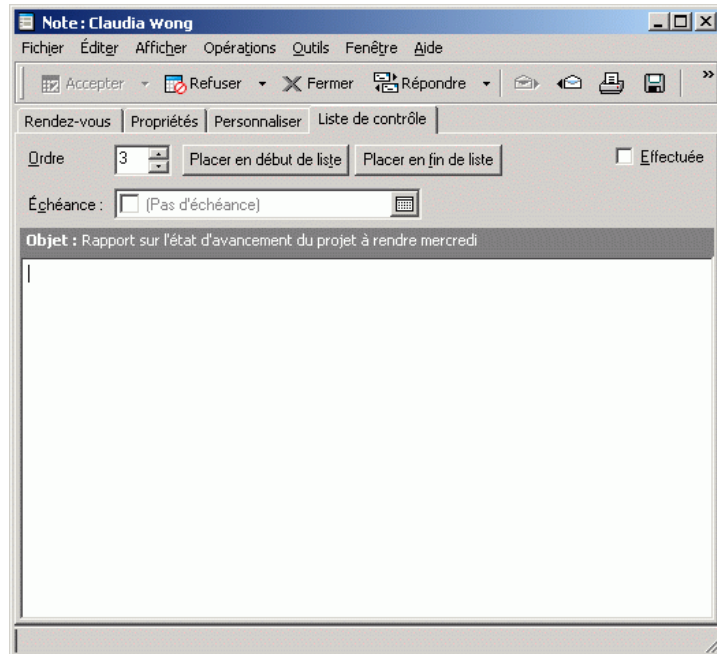 Note: Claudia Wong
Fichier Éditer Afficher Opérations Outils Fenêtre Aide
Accepter Refuser Fermer Répondre »
Rendez-vous Propriétés Personnaliser Liste de contrôle
Ordre 3 Placer en début de liste Placer en fin de liste Effectuée
Échéance : (Pas d'échéance)
Objet : Rapport sur l'état d'avancement du projet à rendre mercredi